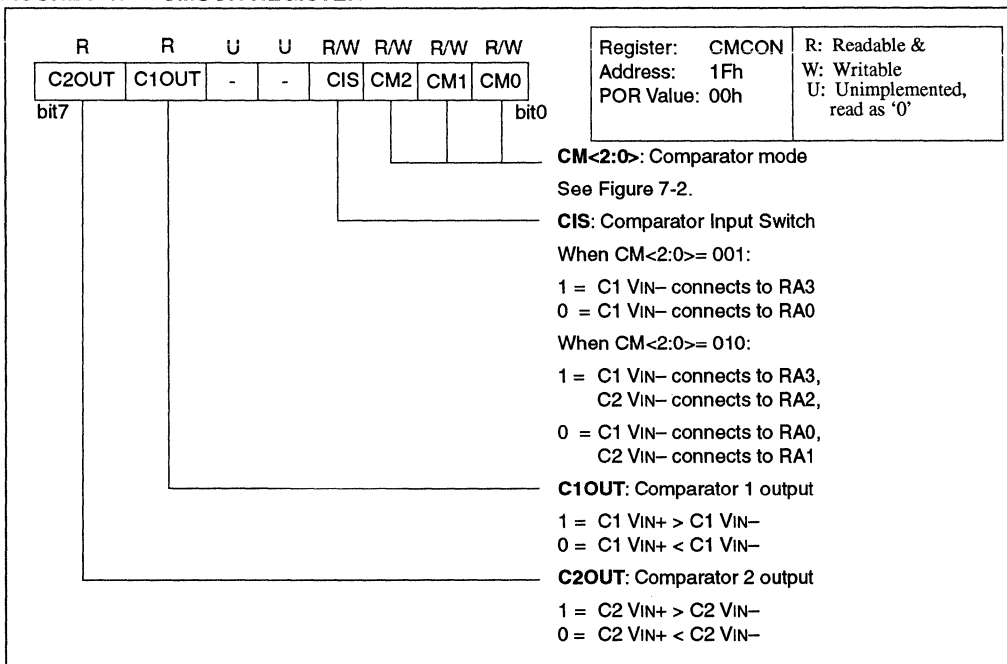 R R U U R/W R/W R/W R/W
C2OUT C1OUT - - CIS CM2 CM1 CM0
bit7 bit0
Register: CMCON
Address: 1Fh
POR Value: 00h
R: Readable &
W: Writable
U: Unimplemented,
read as ‘0’
CM<2:0>: Comparator mode
See Figure 7-2.
CIS: Comparator Input Switch
When CM<2:0>= 001:
1 = C1 VIN– connects to RA3
0 = C1 VIN– connects to RA0
When CM<2:0>= 010:
1 = C1 VIN– connects to RA3,
C2 VIN– connects to RA2,
0 = C1 VIN– connects to RA0,
C2 VIN– connects to RA1
C1OUT: Comparator 1 output
1 = C1 VIN+ > C1 VIN–
0 = C1 VIN+ < C1 VIN–
C2OUT: Comparator 2 output
1 = C2 VIN+ > C2 VIN–
0 = C2 VIN+ < C2 VIN–